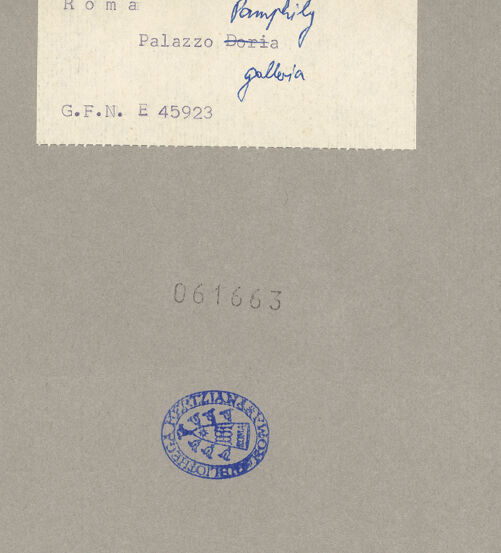 Roma
Pamphily
Palazzo Doria
galleria
G.F.N. E 45923
061663